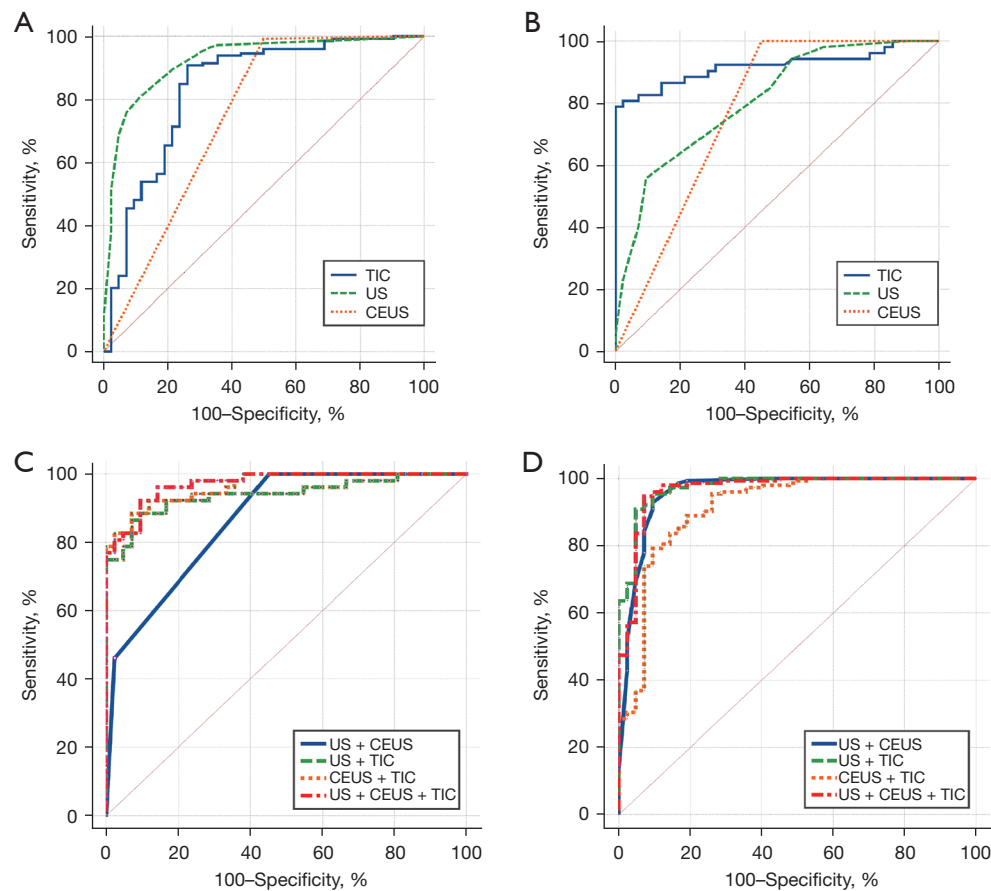 A
Sensitivity, %
100
80
60
40
20
0
0 20 40 60 80 100
100–Specificity, %
TIC
US
CEUS
B
Sensitivity, %
100
80
60
40
20
0
0 20 40 60 80 100
100–Specificity, %
TIC
US
CEUS
C
Sensitivity, %
100
80
60
40
20
0
0 20 40 60 80 100
100–Specificity, %
US + CEUS
US + TIC
CEUS + TIC
US + CEUS + TIC
D
Sensitivity, %
100
80
60
40
20
0
0 20 40 60 80 100
100–Specificity, %
US + CEUS
US + TIC
CEUS + TIC
US + CEUS + TIC